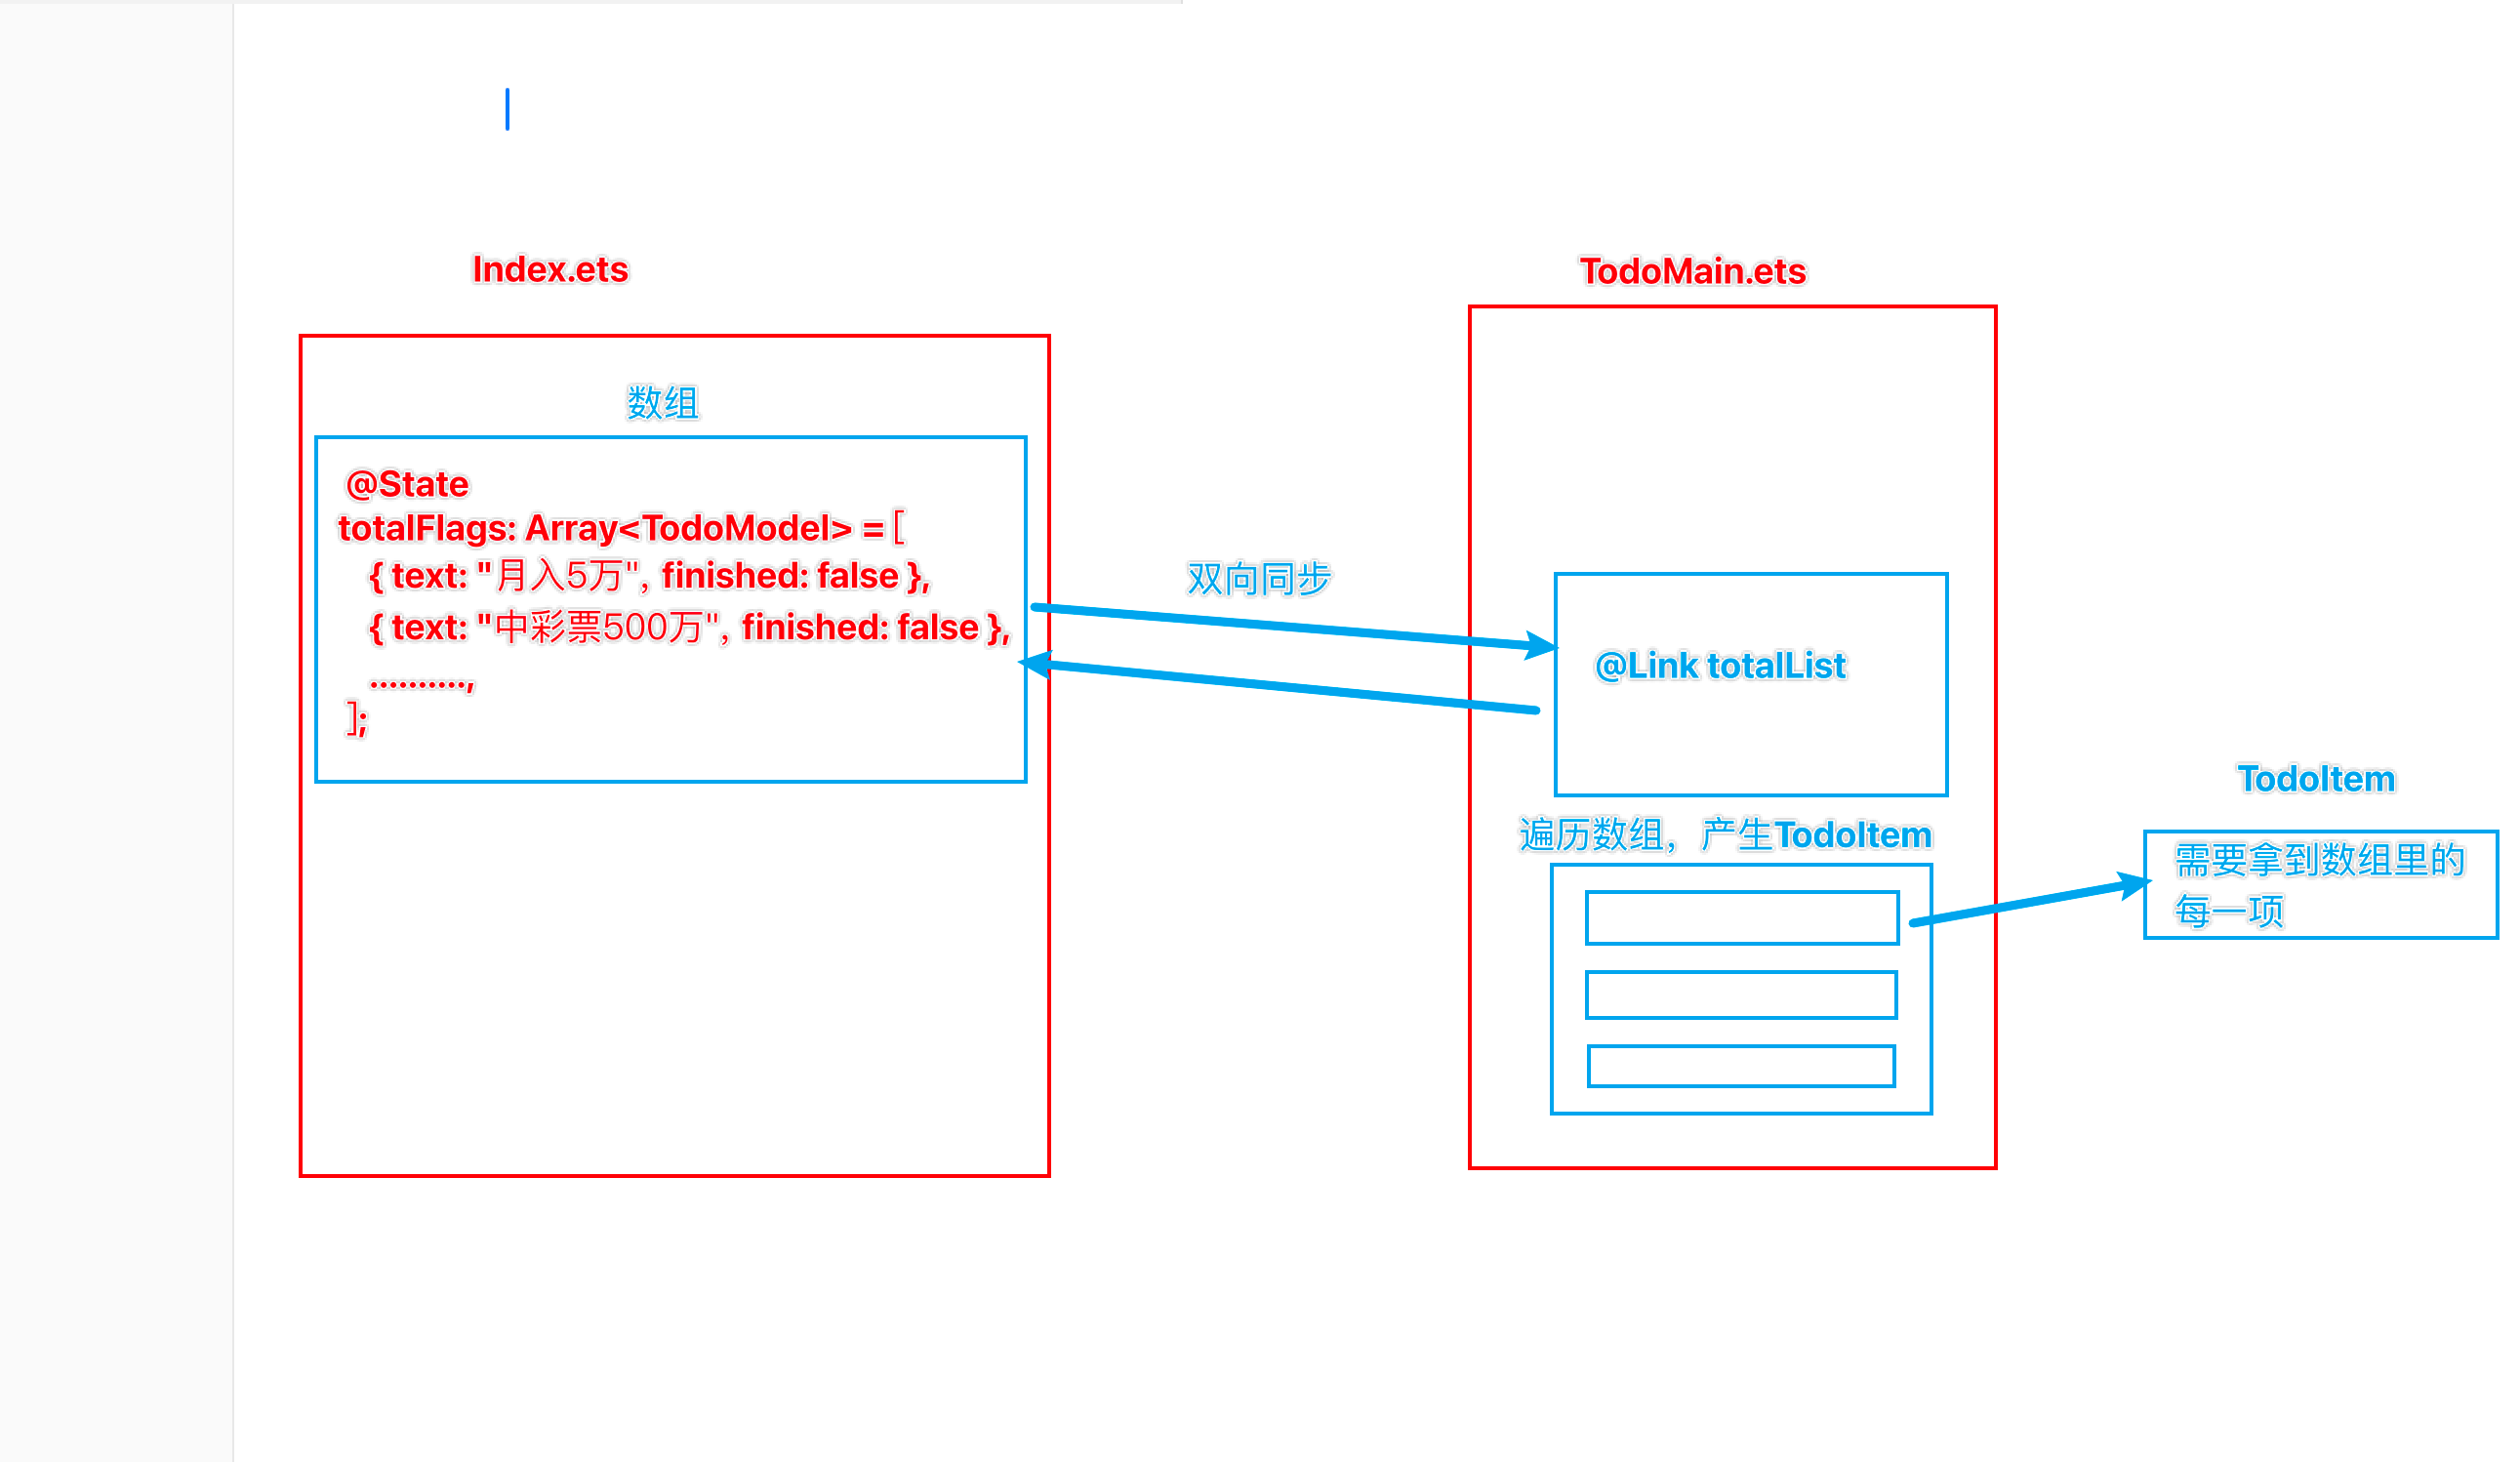 Index.ets
数组
@State
totalFlags: Array<TodoModel> = [
{ text: "月入5万", finished: false },
{ text: "中彩票500万", finished: false },
..........,
];
双向同步
TodoMain.ets
@Link totalList
遍历数组，产生TodoItem
TodoItem
需要拿到数组里的
每一项